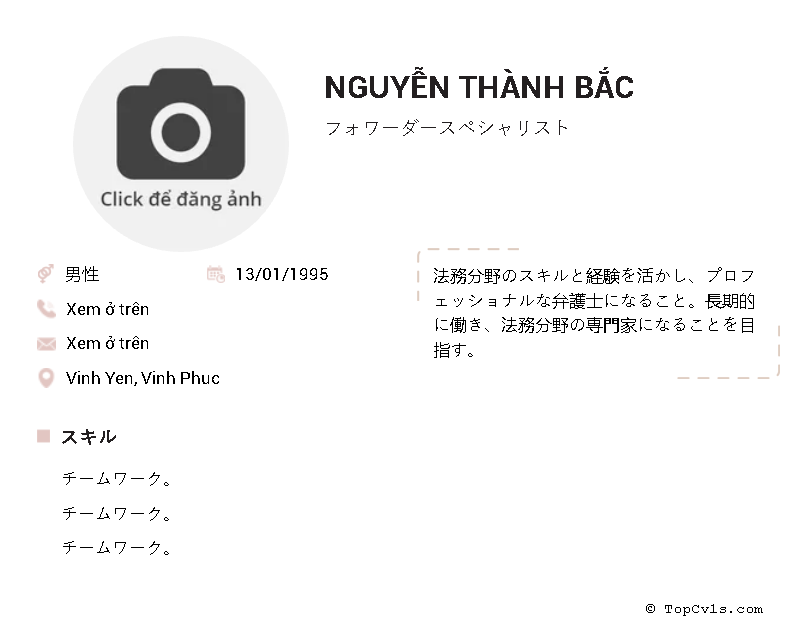 Click để đăng ảnh
NGUYỄN THÀNH BẮC
フォワーダースペシャリスト
男性
13/01/1995
Xem ở trên
Xem ở trên
Vinh Yen, Vinh Phuc
法務分野のスキルと経験を活かし、プロフ
ェッショナルな弁護士になること。長期的
に働き、法務分野の専門家になることを目
指す。
スキル
チームワーク。
チームワーク。
チームワーク。
© TopCvls.com